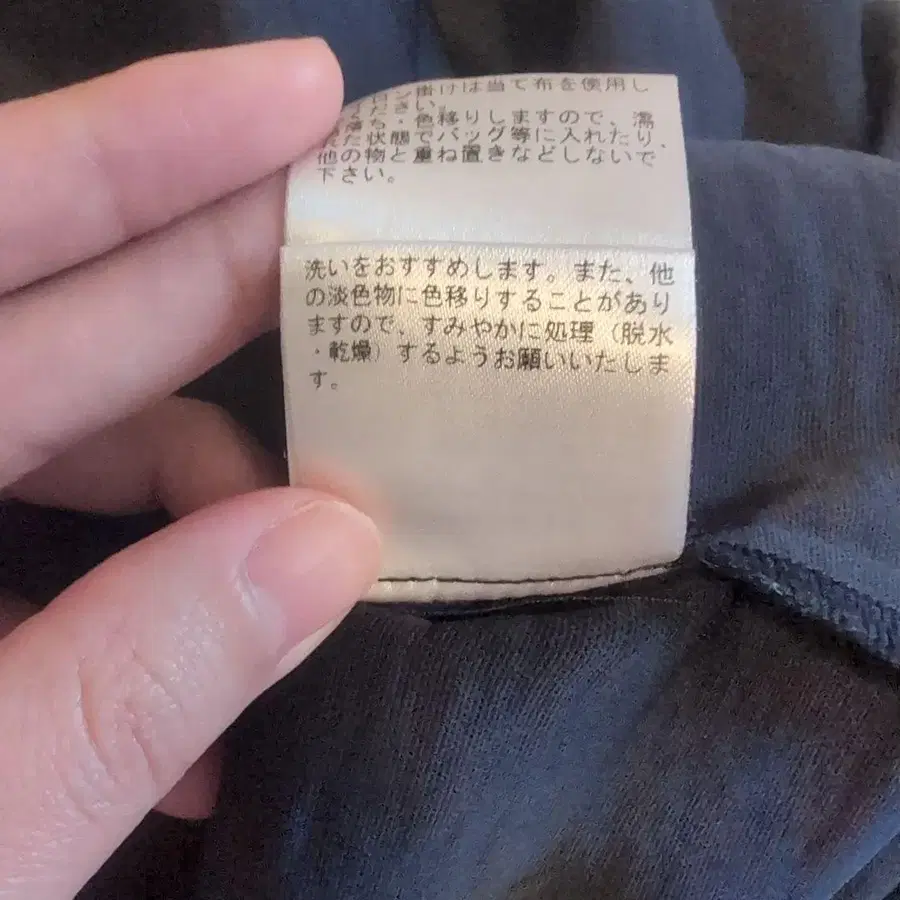 掛けは当て布を使用し
ださい。
落ち・色移りしますので、濡
た状態でバッグ等に入れたり、
他の物と重ね置きなどしないで
下さい。
洗いをおすすめします。また、他
の淡色物に色移りすることがあり
ますので、すみやかに処理（脱水
・乾燥）するようお願いいたしま
す。